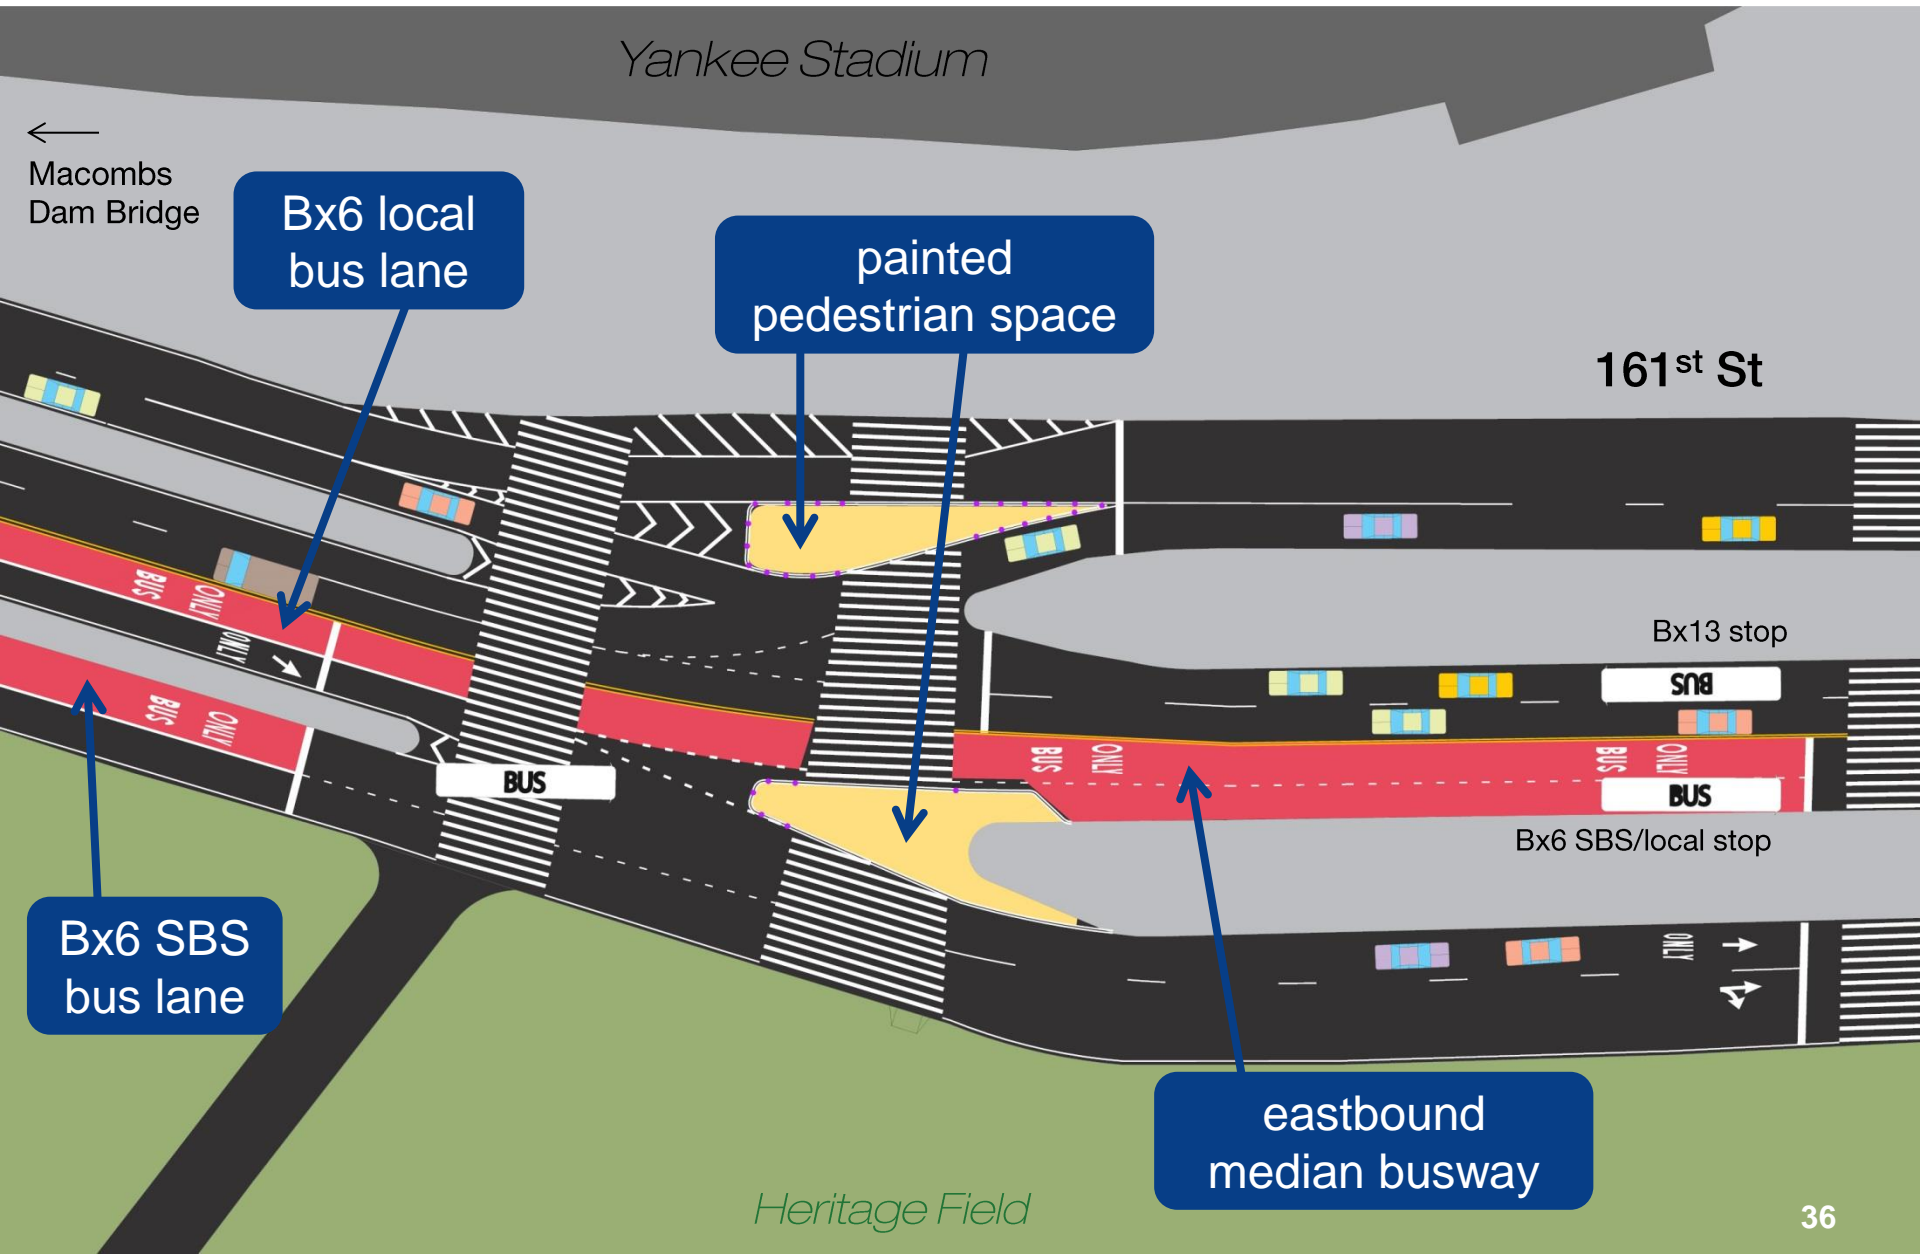 Yankee Stadium
Macombs
Dam Bridge
Bx6 local
bus lane
painted
pedestrian space
161st St
BUS
ONLY
ONLY
BUS
ONLY
Bx13 stop
BUS
BUS
ONLY
BUS
ONLY
BUS
BUS
Bx6 SBS/local stop
Bx6 SBS
bus lane
ONLY
eastbound
median busway
Heritage Field
36